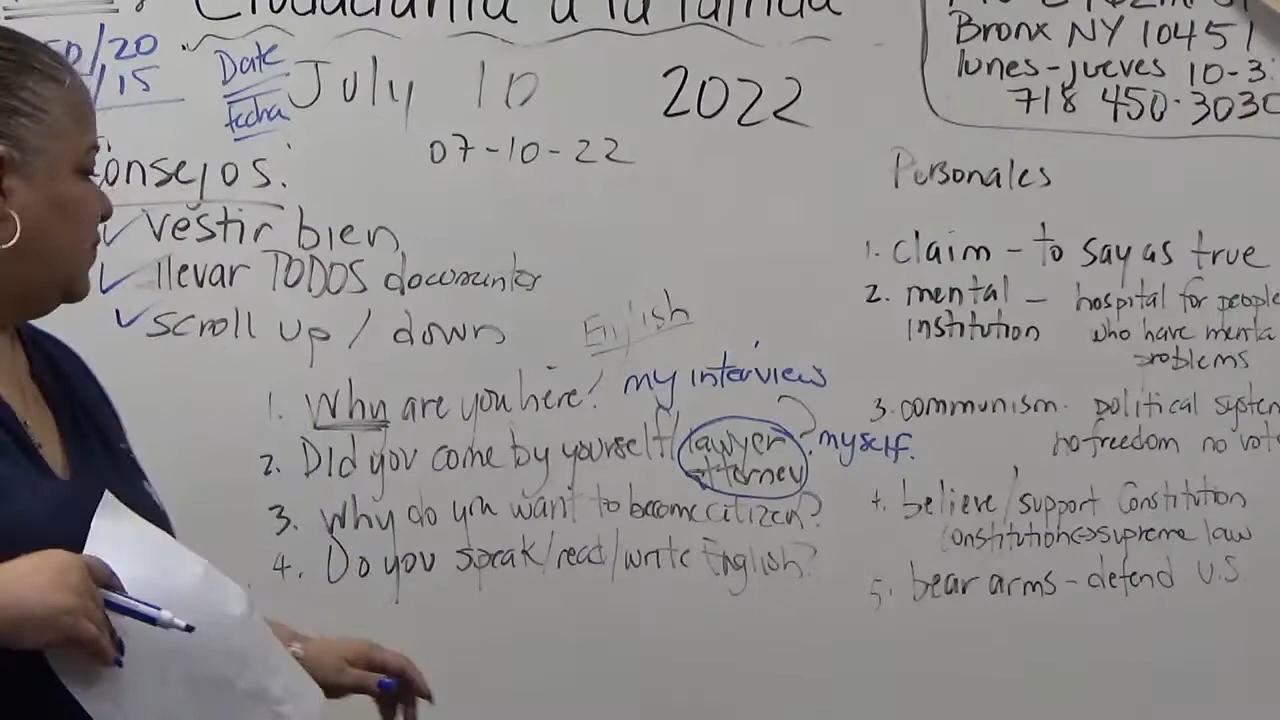 Ciudadanía a la
Bronx NY 10451
lunes-jueves 10-3
718 450-3030
/20
/15
Date
Fecha
July 10 2022
07-10-22
Consejos:
vestir bien
llevar TODOS documentos
scroll up / down
English
1. Why are you here? my interview
2. Did you come by yourself/lawyer attorney? myself.
3. Why do you want to become citizen?
4. Do you speak/read/write English?
Personales
1. claim - to say as true
2. mental institution - hospital for people who have menta problems
3. communism. political system no freedom no vot
4. believe/support Constitution
Constitution<=>supreme law
5. bear arms - defend U.S